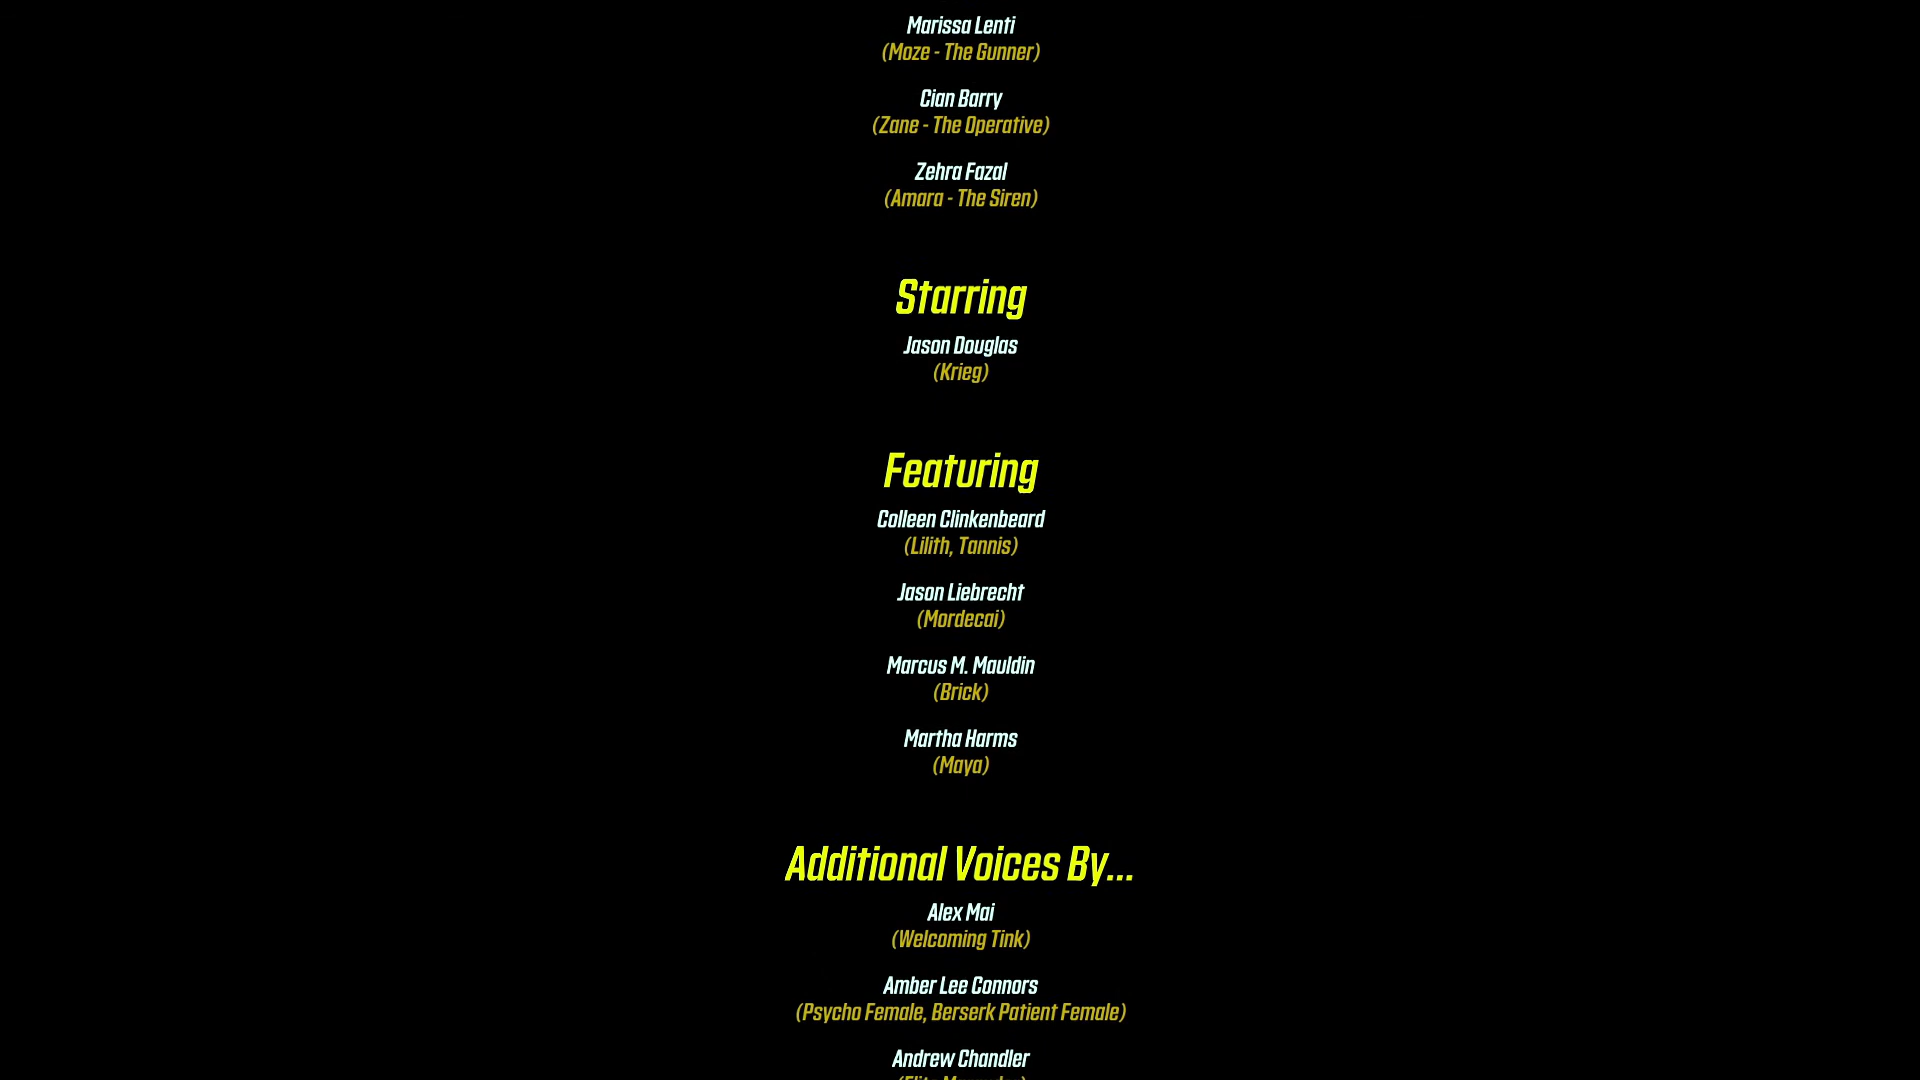 Marissa Lenti
(Moze - The Gunner)
Cian Barry
(Zane - The Operative)
Zehra Fazal
(Amara - The Siren)
Starring
Jason Douglas
(Krieg)
Featuring
Colleen Clinkenbeard
(Lilith, Tannis)
Jason Liebrecht
(Mordecai)
Marcus M. Mauldin
(Brick)
Martha Harms
(Maya)
Additional Voices By...
Alex Mai
(Welcoming Tink)
Amber Lee Connors
(Psycho Female, Berserk Patient Female)
Andrew Chandler